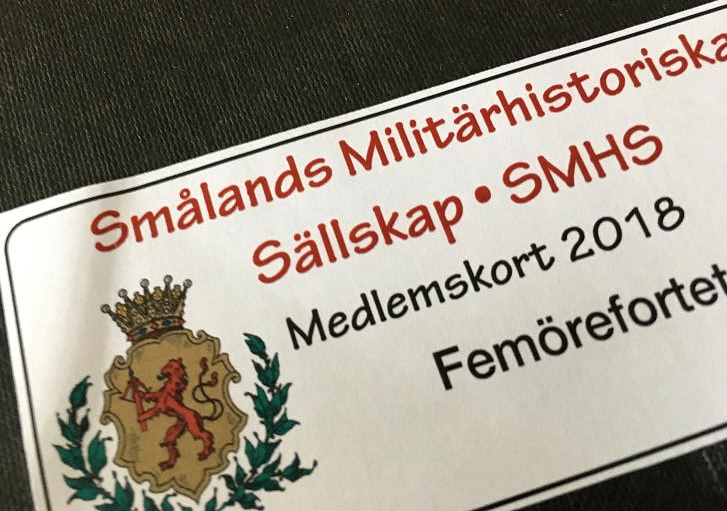 Smålands Militärhistoriska
Sällskap • SMHS
Medlemskort 2018
Femörefortet